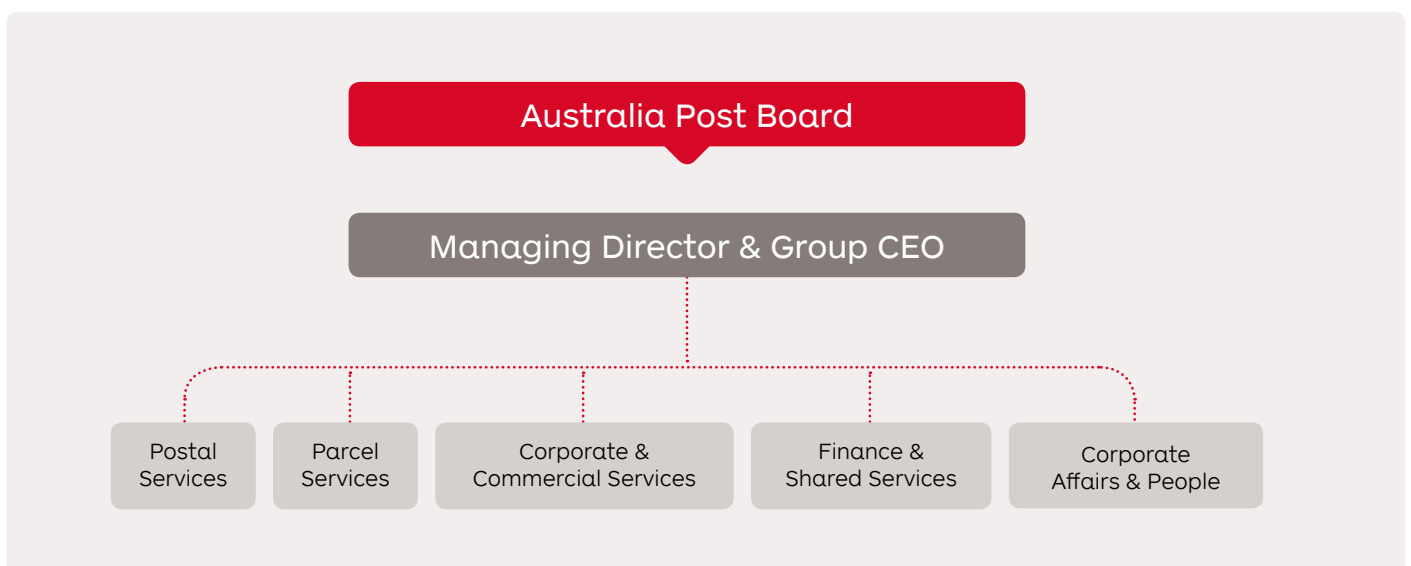 Australia Post Board
Managing Director & Group CEO
Postal
Services
Parcel
Services
Corporate &
Commercial Services
Finance &
Shared Services
Corporate
Affairs & People